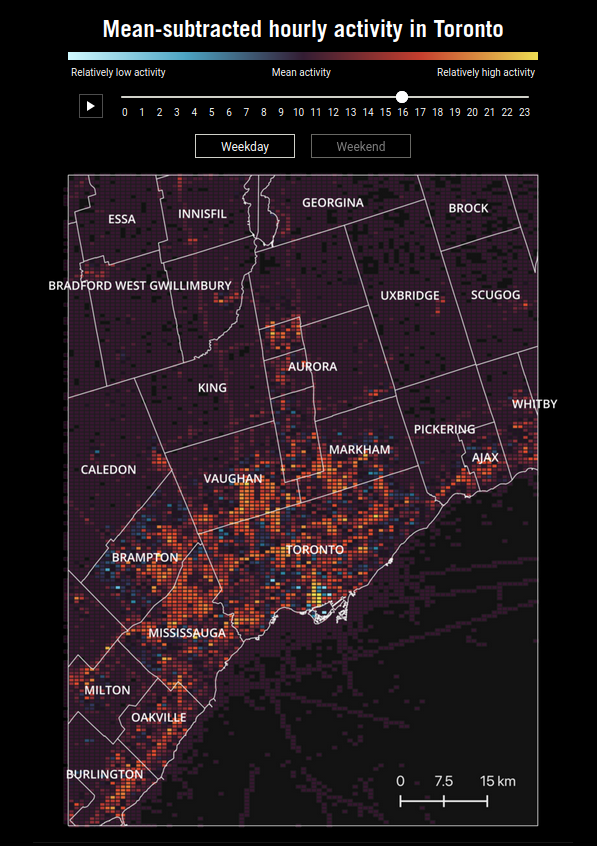 Mean-subtracted hourly activity in Toronto
Relatively low activity Mean activity Relatively high activity
0 1 2 3 4 5 6 7 8 9 10 11 12 13 14 15 16 17 18 19 20 21 22 23
Weekday Weekend
GEORGINA
BROCK
ESSA
INNISFIL
BRADFORD WEST GWILLIMBURY
UXBRIDGE
SCUGOG
AURORA
KING
WHITBY
PICKERING
MARKHAM
AJAX
CALEDON
VAUGHAN
TORONTO
BRAMPTON
MISSISSAUGA
MILTON
OAKVILLE
BURLINGTON
0 7.5 15 km